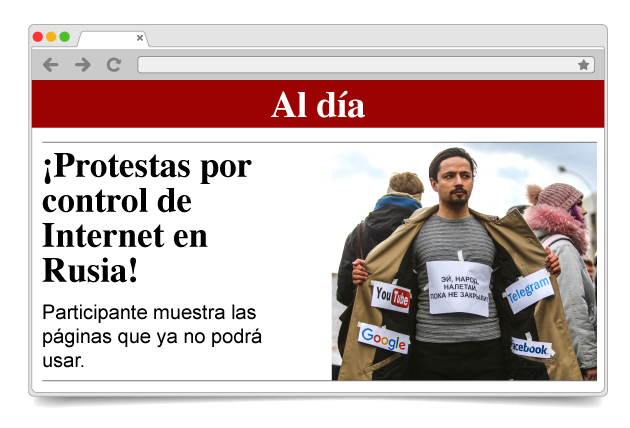 Al día
¡Protestas por
control de
Internet en
Rusia!
Participante muestra las
páginas que ya no podrá
usar.
ЭЙ, НАРОД,
НАЛЕТАЙ,
ПОКА НЕ ЗАКРЫЛИ!
YouTube
Telegram
Google
facebook